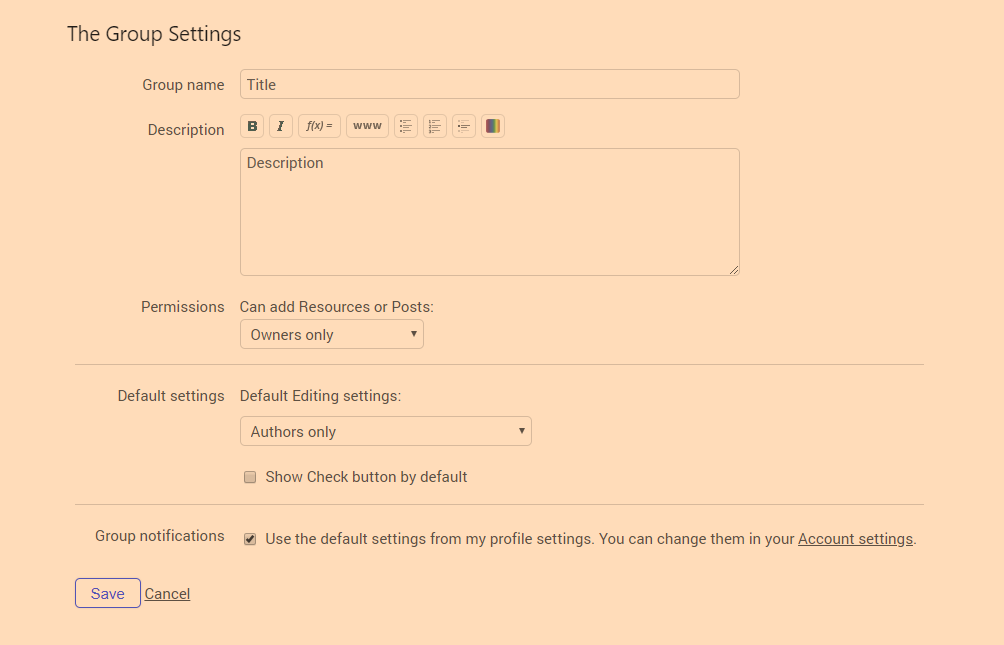 The Group Settings
Group name Title
Description B I f(x) = www
Description
Permissions Can add Resources or Posts:
Owners only
Default settings Default Editing settings:
Authors only
Show Check button by default
Group notifications Use the default settings from my profile settings. You can change them in your Account settings.
Save Cancel